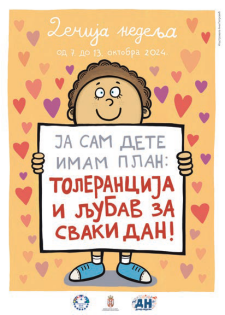 Дечија недеља
од 7. до 13. октобра 2024.
ЈА САМ ДЕТЕ
ИМАМ ПЛАН:
ТОЛЕРАНЦИЈА
И ЉУБАВ ЗА
СВАКИ ДАН!